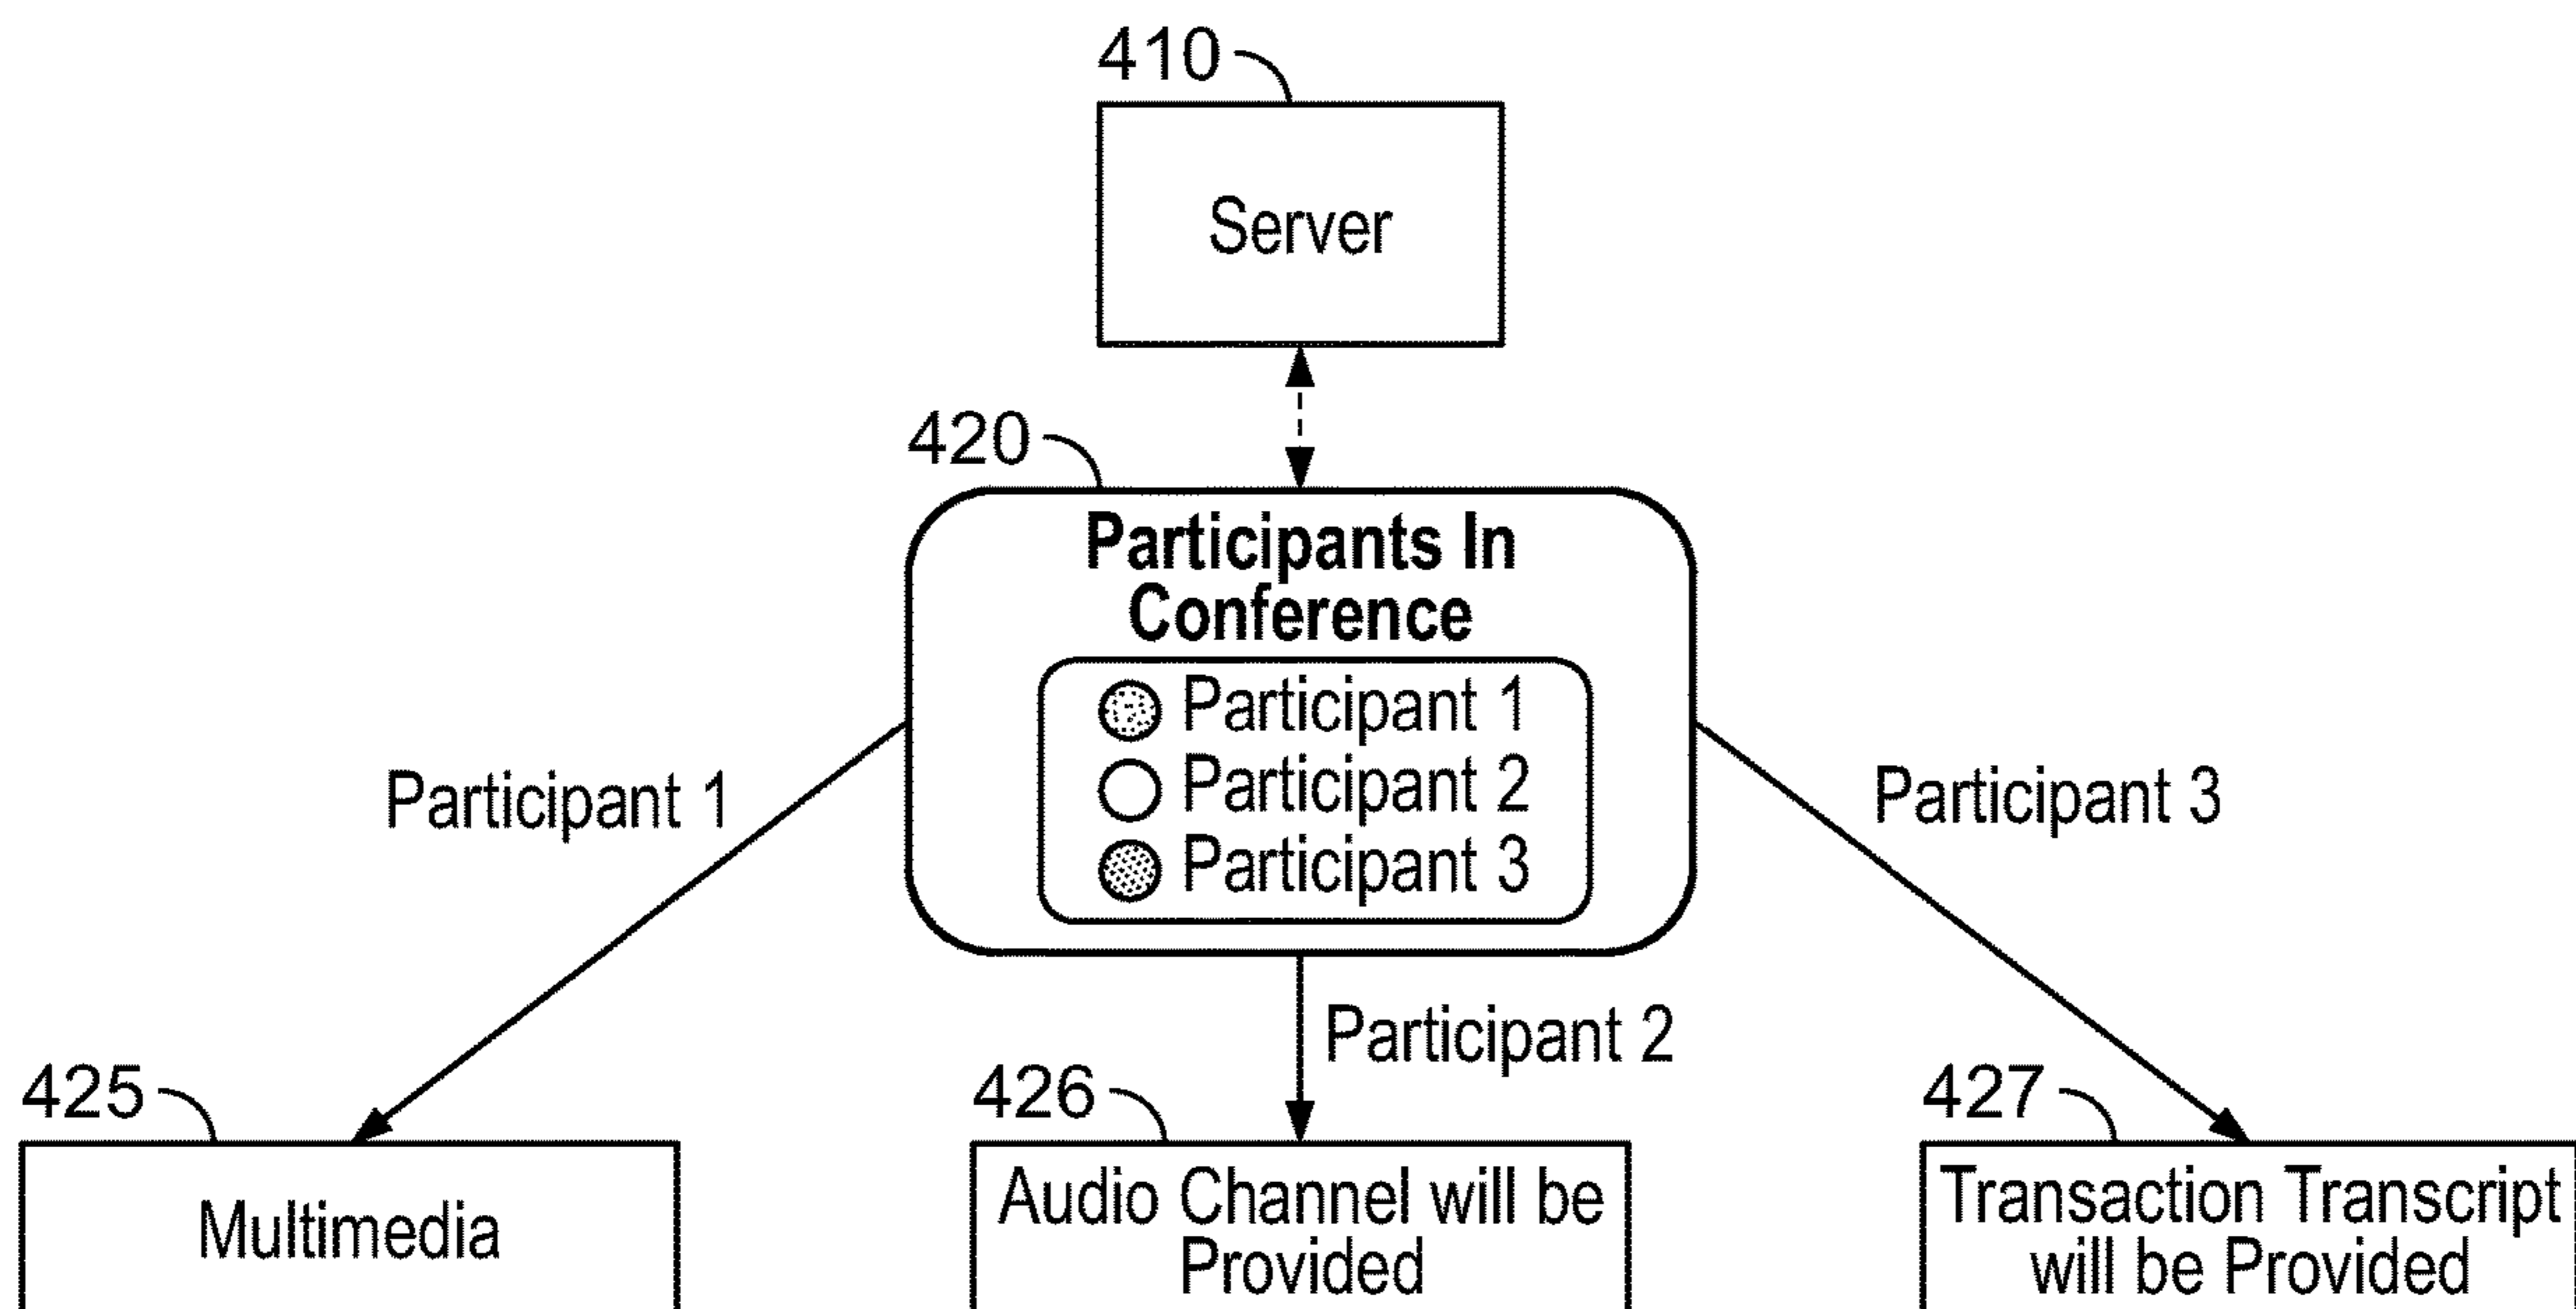 410
Server
420
Participants In
Conference
Participant 1
Participant 2
Participant 3
Participant 1
Participant 3
Participant 2
425
426
427
Multimedia
Audio Channel will be
Provided
Transaction Transcript
will be Provided